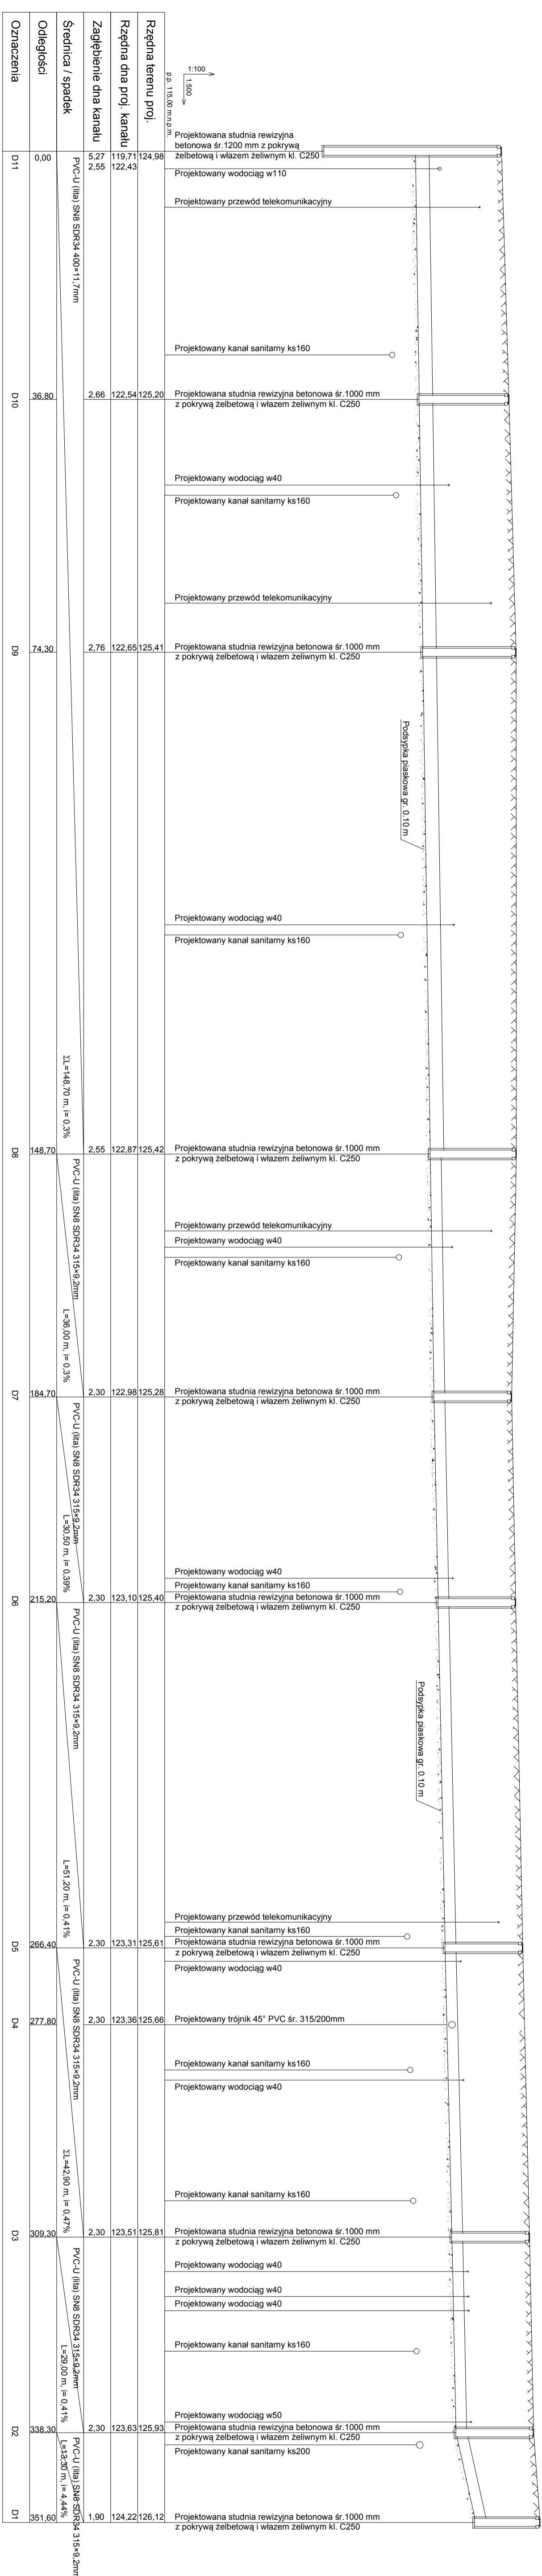 1:100
1:500
p.p. 115,00 m.n.p.m.
Rzędna terenu proj.
Rzędna dna proj. kanału
Zagłębienie dna kanału
Średnica / spadek
Odległości
Oznaczenia
Projektowana studnia rewizyjna
betonowa śr.1200 mm z pokrywą
żelbetową i włazem żeliwnym kl. C250
124,98
119,71
5,27
122,43
2,55
0,00
D11
Projektowany wodociąg w110
PVC-U (lita) SN8 SDR34 400×11,7mm
Projektowany przewód telekomunikacyjny
Projektowany kanał sanitarny ks160
Projektowana studnia rewizyjna betonowa śr.1000 mm
z pokrywą żelbetową i włazem żeliwnym kl. C250
125,20
122,54
2,66
36,80
D10
Projektowany wodociąg w40
Projektowany kanał sanitarny ks160
Projektowany przewód telekomunikacyjny
Projektowana studnia rewizyjna betonowa śr.1000 mm
z pokrywą żelbetową i włazem żeliwnym kl. C250
125,41
122,65
2,76
74,30
D9
Podsypka piaskowa gr. 0.10 m
Projektowany wodociąg w40
Projektowany kanał sanitarny ks160
ΣL=148,70 m, i= 0,3%
Projektowana studnia rewizyjna betonowa śr.1000 mm
z pokrywą żelbetową i włazem żeliwnym kl. C250
125,42
122,87
2,55
148,70
D8
PVC-U (lita) SN8 SDR34 315×9,2mm
Projektowany przewód telekomunikacyjny
Projektowany wodociąg w40
Projektowany kanał sanitarny ks160
L=36,00 m, i= 0,3%
Projektowana studnia rewizyjna betonowa śr.1000 mm
z pokrywą żelbetową i włazem żeliwnym kl. C250
125,28
122,98
2,30
184,70
D7
PVC-U (lita) SN8 SDR34 315×9,2mm
L=30,50 m, i= 0,39%
Projektowany wodociąg w40
Projektowany kanał sanitarny ks160
Projektowana studnia rewizyjna betonowa śr.1000 mm
z pokrywą żelbetową i włazem żeliwnym kl. C250
125,40
123,10
2,30
215,20
D6
PVC-U (lita) SN8 SDR34 315×9,2mm
Podsypka piaskowa gr. 0.10 m
L=51,20 m, i= 0,41%
Projektowany przewód telekomunikacyjny
Projektowany kanał sanitarny ks160
Projektowana studnia rewizyjna betonowa śr.1000 mm
z pokrywą żelbetową i włazem żeliwnym kl. C250
125,61
123,31
2,30
266,40
D5
Projektowany wodociąg w40
PVC-U (lita) SN8 SDR34 315×9,2mm
Projektowany trójnik 45° PVC śr. 315/200mm
125,66
123,36
2,30
277,80
D4
Projektowany kanał sanitarny ks160
Projektowany wodociąg w40
Projektowany kanał sanitarny ks160
ΣL=42,90 m, i= 0,47%
Projektowana studnia rewizyjna betonowa śr.1000 mm
z pokrywą żelbetową i włazem żeliwnym kl. C250
125,81
123,51
2,30
309,30
D3
PVC-U (lita) SN8 SDR34 315×9,2mm
Projektowany wodociąg w40
Projektowany wodociąg w40
Projektowany wodociąg w40
Projektowany kanał sanitarny ks160
L=29,00 m, i= 0,41%
Projektowany wodociąg w50
Projektowana studnia rewizyjna betonowa śr.1000 mm
z pokrywą żelbetową i włazem żeliwnym kl. C250
125,93
123,63
2,30
338,30
D2
Projektowany kanał sanitarny ks200
PVC-U (lita) SN8 SDR34 315×9,2mm
L=13,30 m, i= 4,44%
Projektowana studnia rewizyjna betonowa śr.1000 mm
z pokrywą żelbetową i włazem żeliwnym kl. C250
126,12
124,22
1,90
351,60
D1